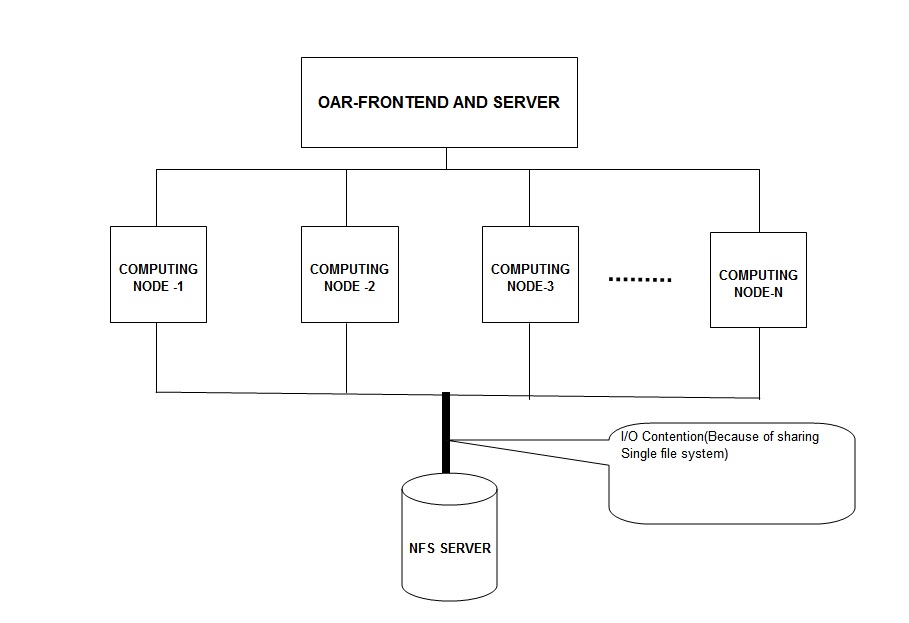 OAR-FRONTEND AND SERVER
COMPUTING
NODE -1
COMPUTING
NODE -2
COMPUTING
NODE-3
COMPUTING
NODE-N
I/O Contention(Because of sharing
Single file system)
NFS SERVER